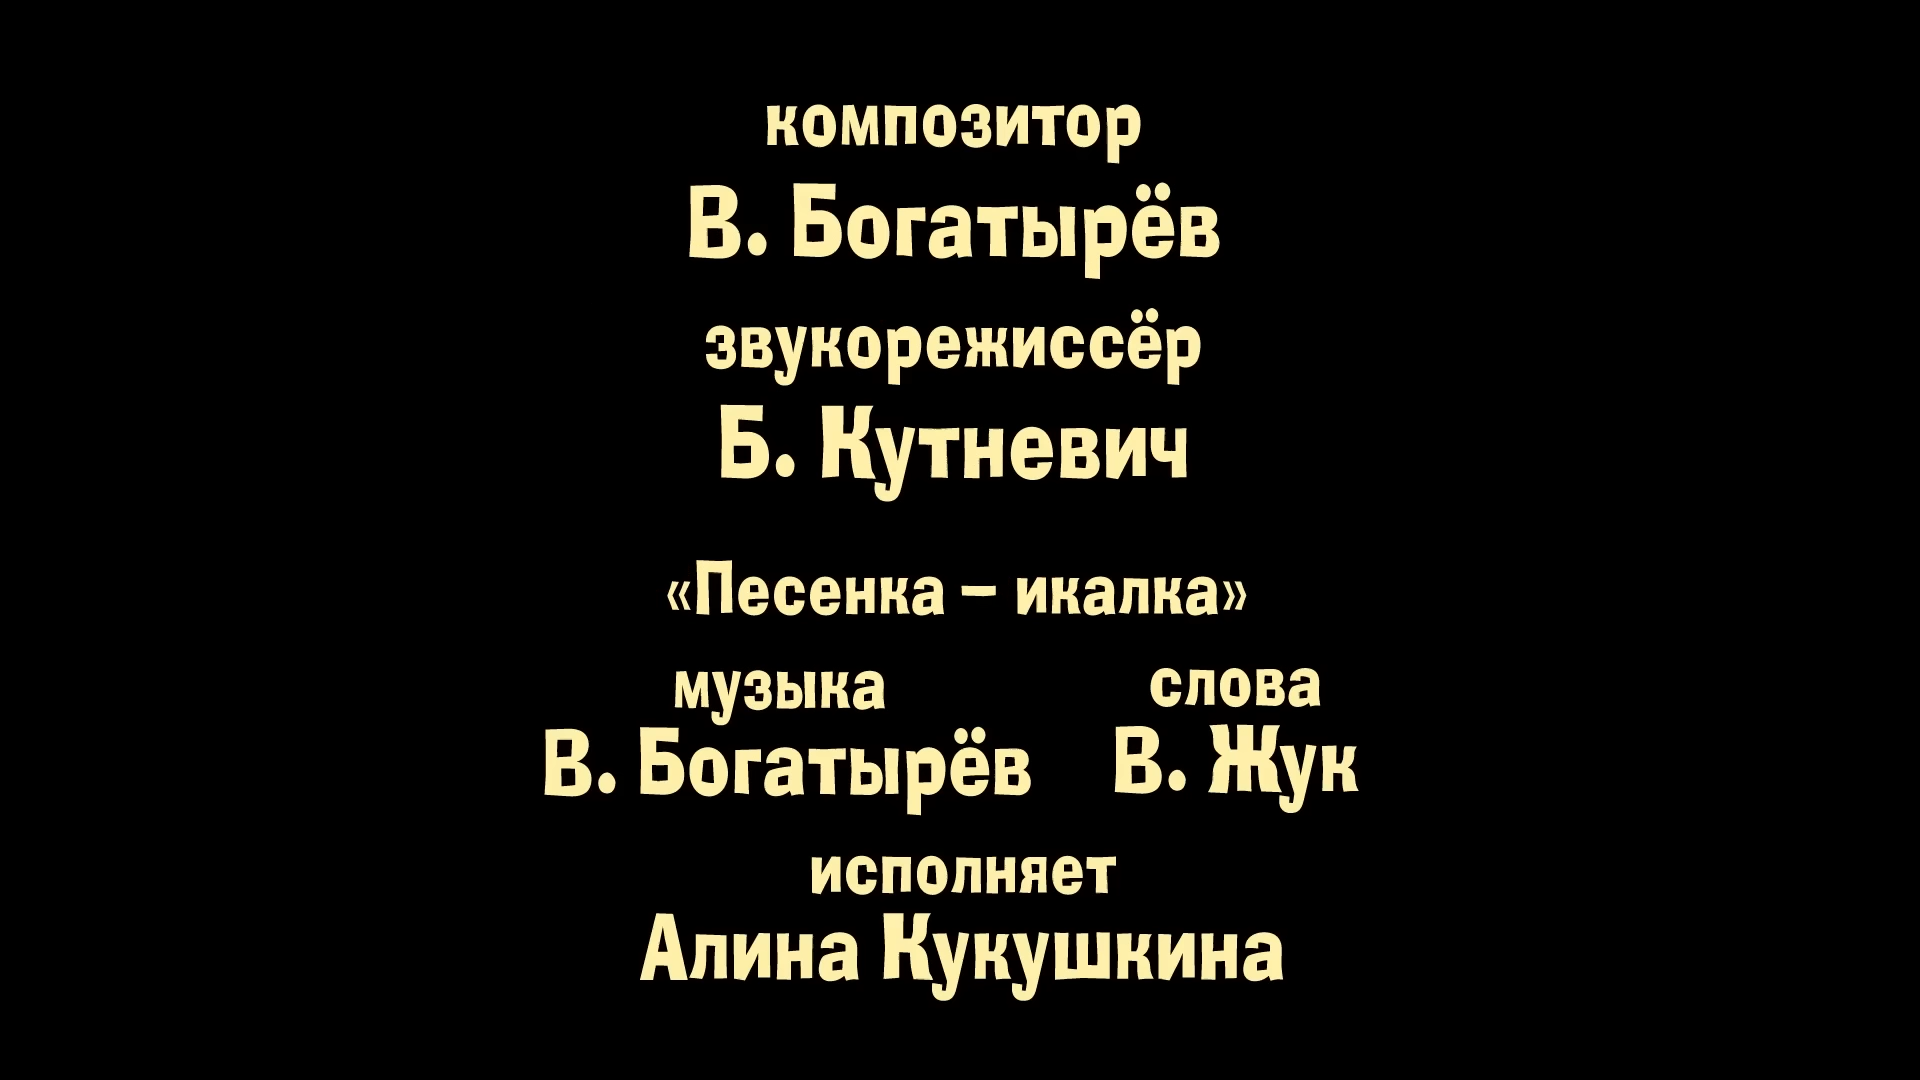 композитор
В. Богатырёв
звукорежиссёр
Б. Кутневич
«Песенка – икалка»
музыка слова
В. Богатырёв В. Жук
исполняет
Алина Кукушкина